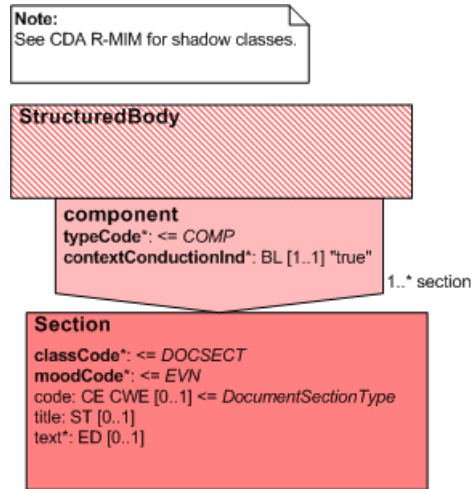 Note:
See CDA R-MIM for shadow classes.
StructuredBody
component
typeCode*: <= COMP
contextConductionInd*: BL [1..1] "true"
1..* section
Section
classCode*: <= DOCSECT
moodCode*: <= EVN
code: CE CWE [0..1] <= DocumentSectionType
title: ST [0..1]
text*: ED [0..1]